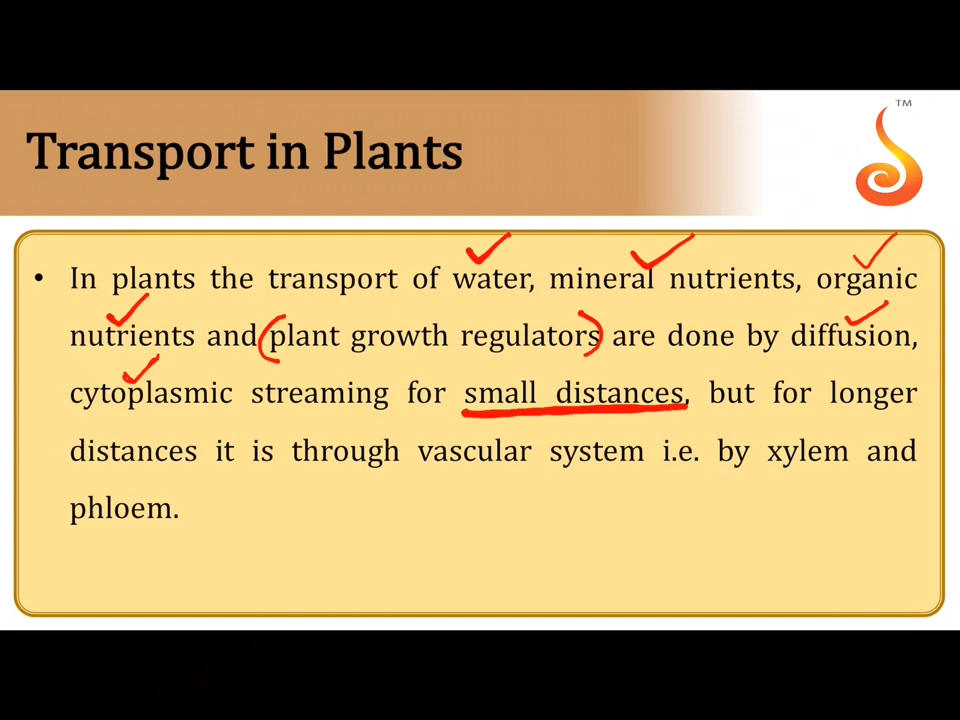 TM
Transport in Plants
• In plants the transport of water, mineral nutrients, organic
nutrients and plant growth regulators are done by diffusion,
cytoplasmic streaming for small distances, but for longer
distances it is through vascular system i.e. by xylem and
phloem.